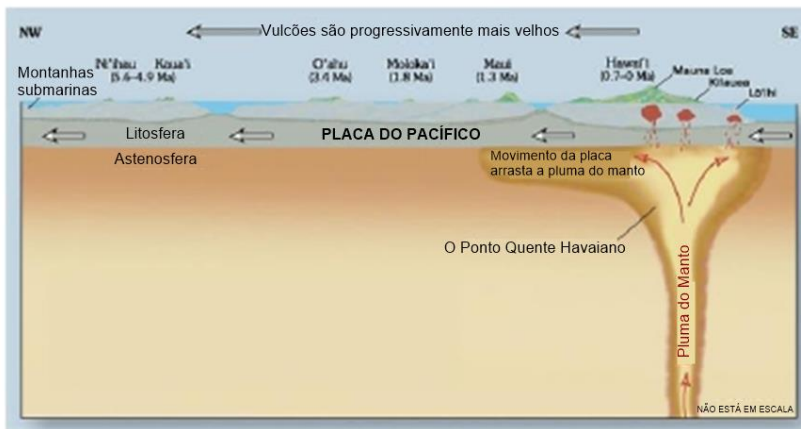 NW
Vulcões são progressivamente mais velhos
SE
Ni'ihau Kaua'i
(5.6–4.9 Ma)
O'ahu
(3.4 Ma)
Moloka'i
(1.8 Ma)
Maui
(1.3 Ma)
Hawai'i
(0.7–0 Ma)
Mauna Loa
Kilauea
Lō'ihi
Montanhas
submarinas
Litosfera
PLACA DO PACÍFICO
Astenosfera
Movimento da placa
arrasta a pluma do manto
O Ponto Quente Havaiano
Pluma do Manto
NÃO ESTÁ EM ESCALA